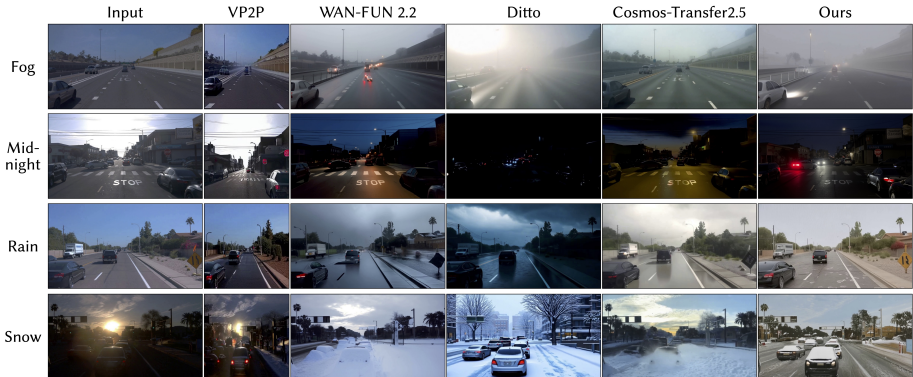 Input VP2P WAN-FUN 2.2 Ditto Cosmos-Transfer2.5 Ours
Fog
Mid-
night
STOP STOP STOP STOP
Rain
Snow